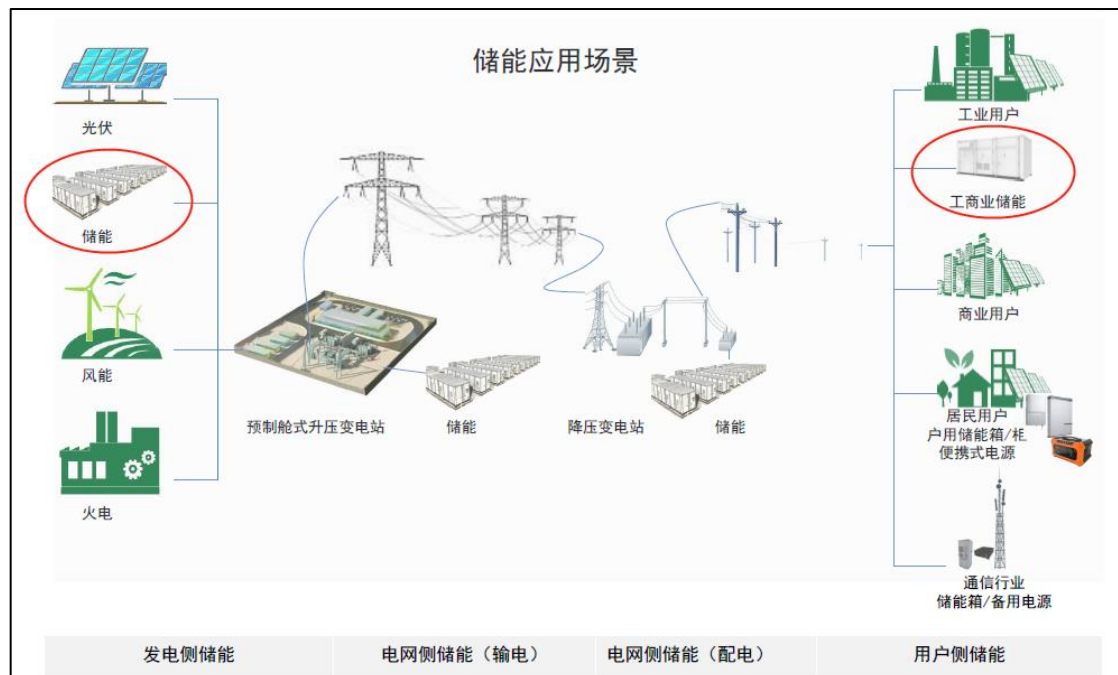 储能应用场景
光伏
储能
风能
火电
预制舱式升压变电站
储能
降压变电站
储能
工业用户
工商业储能
商业用户
居民用户
户用储能箱/柜
便携式电源
通信行业
储能箱/备用电源
发电侧储能
电网侧储能（输电）
电网侧储能（配电）
用户侧储能